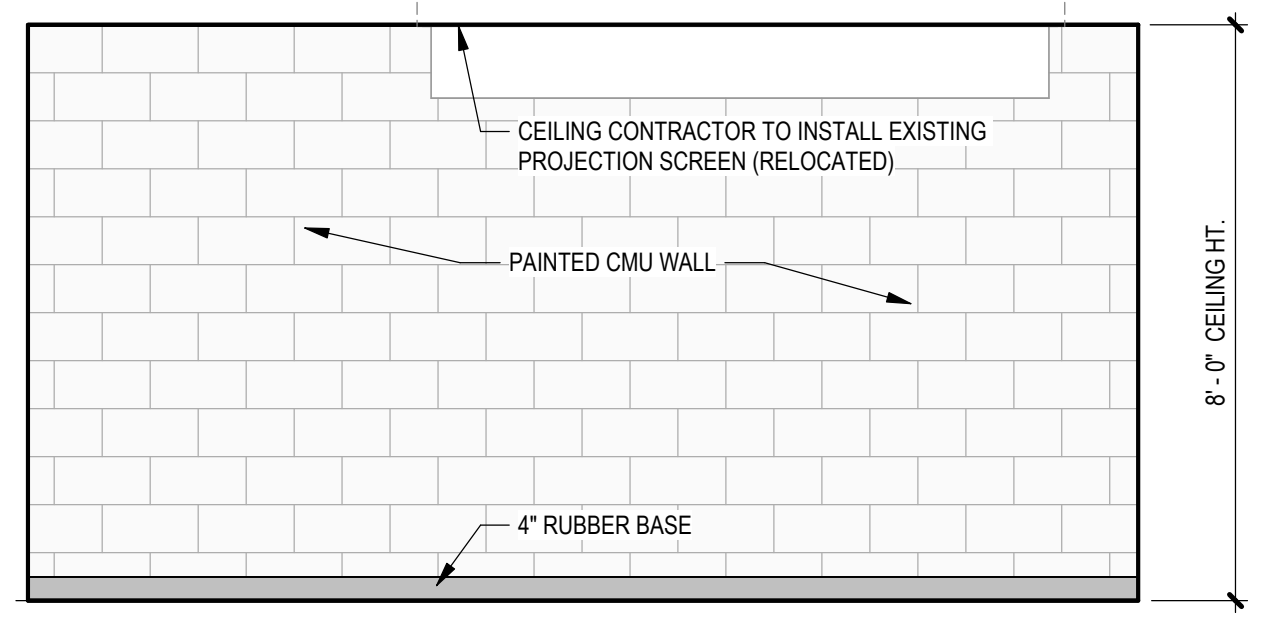 CEILING CONTRACTOR TO INSTALL EXISTING
PROJECTION SCREEN (RELOCATED)
PAINTED CMU WALL
8' - 0" CEILING HT.
4" RUBBER BASE